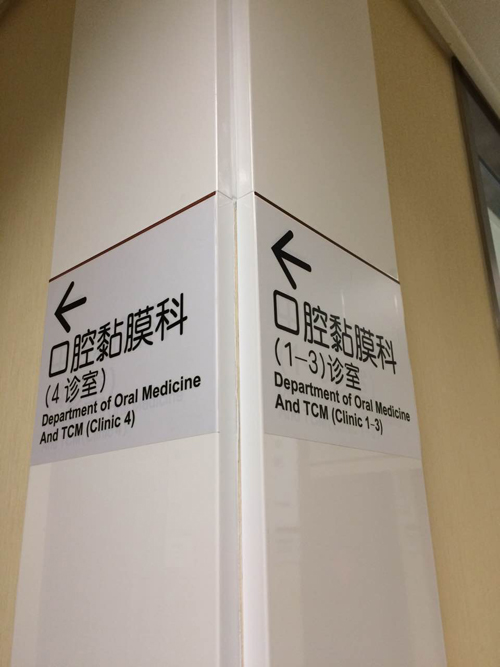 口腔黏膜科
(4 诊室)
Department of Oral Medicine
And TCM (Clinic 4)
口腔黏膜科
(1-3)诊室
Department of Oral Medicine
And TCM (Clinic 1-3)